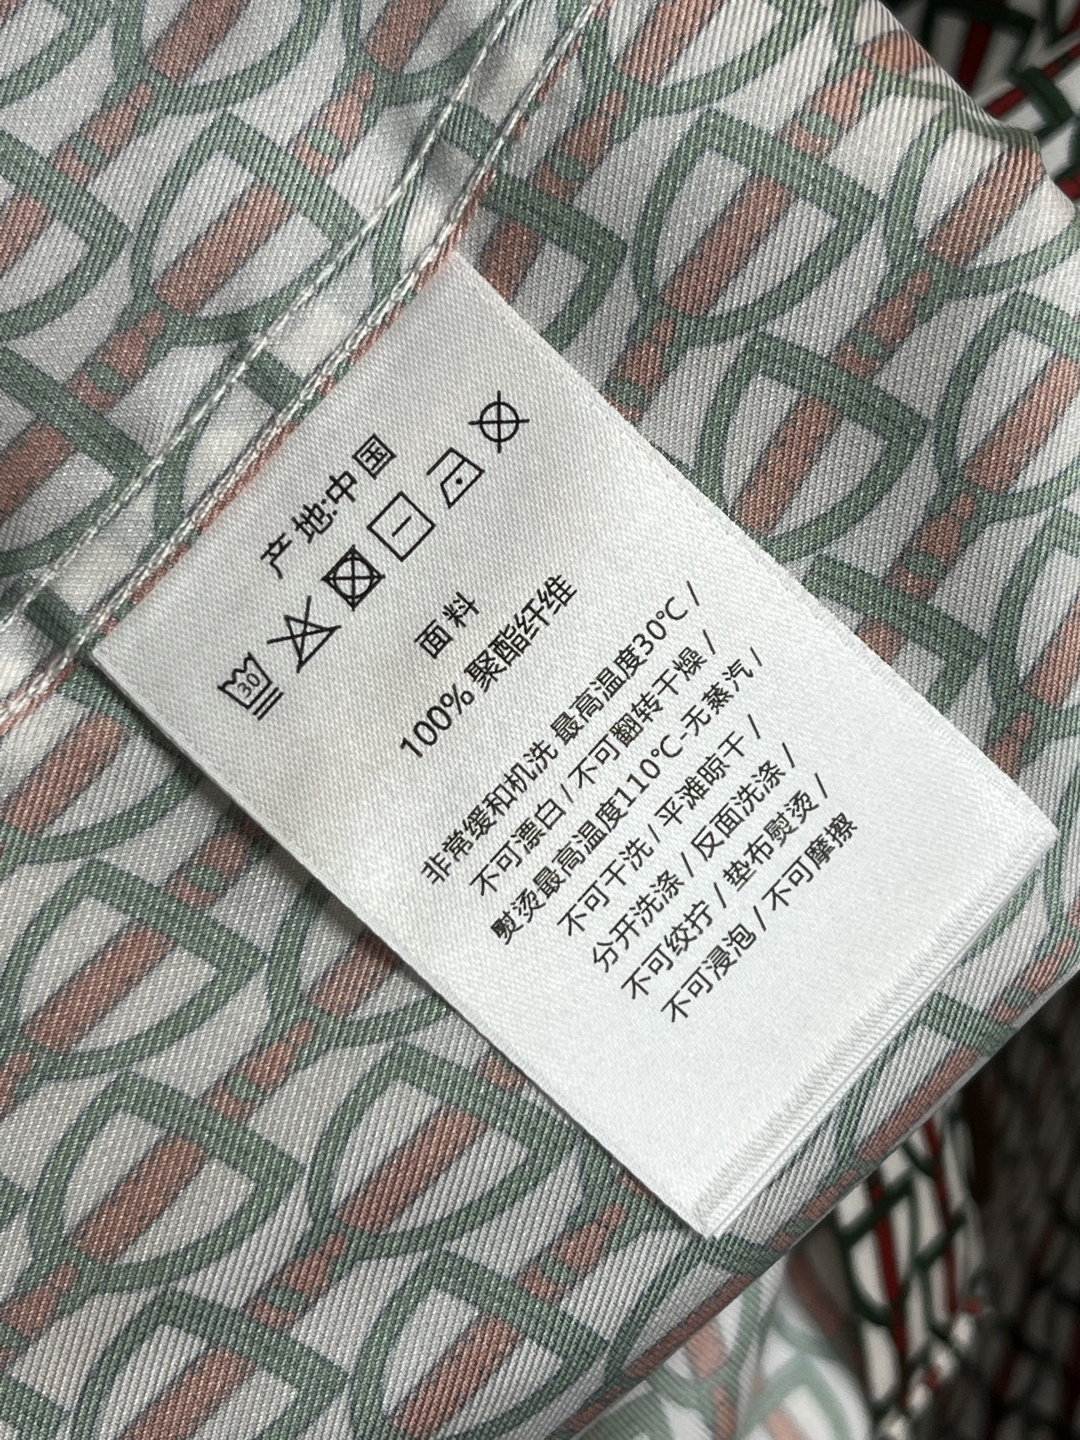 产地:中国
30
面料
100% 聚酯纤维
非常缓和机洗 最高温度30℃ /
不可漂白 / 不可翻转干燥 /
熨烫最高温度110℃-无蒸汽 /
不可干洗 / 平滩晾干 /
分开洗涤 / 反面洗涤 /
不可绞拧 / 垫布熨烫 /
不可浸泡 / 不可摩擦